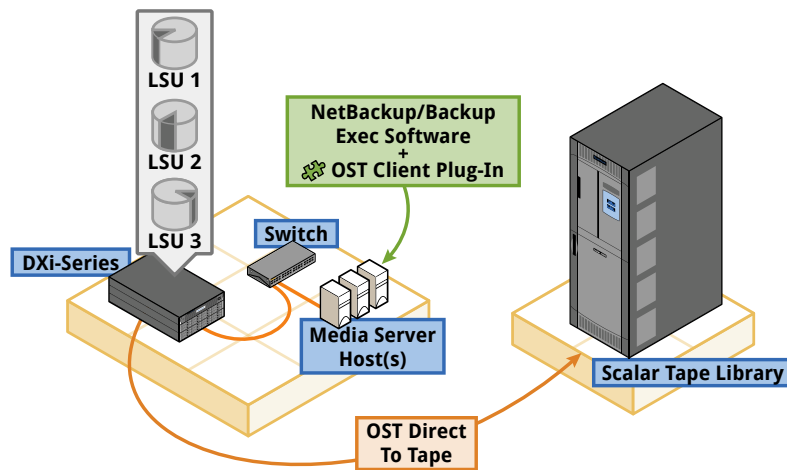 LSU 1
LSU 2
LSU 3
NetBackup/Backup
Exec Software
+
OST Client Plug-In
DXi-Series
Switch
Media Server
Host(s)
Scalar Tape Library
OST Direct
To Tape